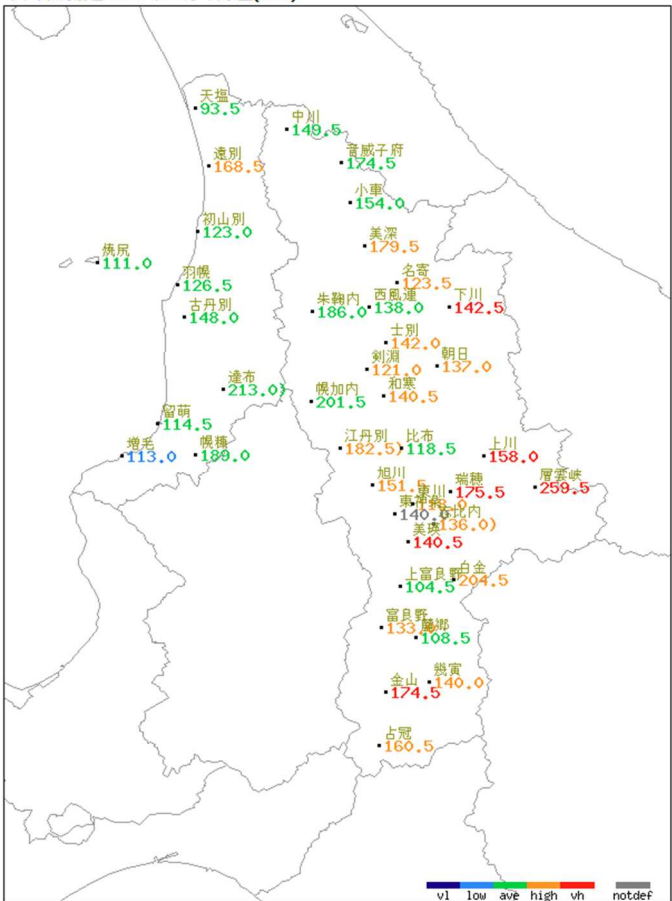 天塩
93.5
中川
149.5
音威子府
174.5
遠別
168.5
小車
154.0
初山別
123.0
美深
179.5
焼尻
111.0
羽幌
126.5
名寄
123.5
古丹別
148.0
朱鞠内
186.0
西風連
138.0
下川
142.5
士別
142.0
剣淵
121.0
朝日
137.0
達布
213.0)
幌加内
201.5
和寒
140.5
留萌
114.5
増毛
113.0
幌糠
189.0
江丹別
182.5)
比布
118.5
上川
158.0
旭川
151.5
瑞穂
175.5
層雲峡
259.5
東川
東神楽
140.0
136.0)
美瑛
140.5
上富良野
104.5
白金
204.5
富良野
麓郷
108.5
幾寅
140.0
金山
174.5
占冠
160.5
vl low ave high vh notdef